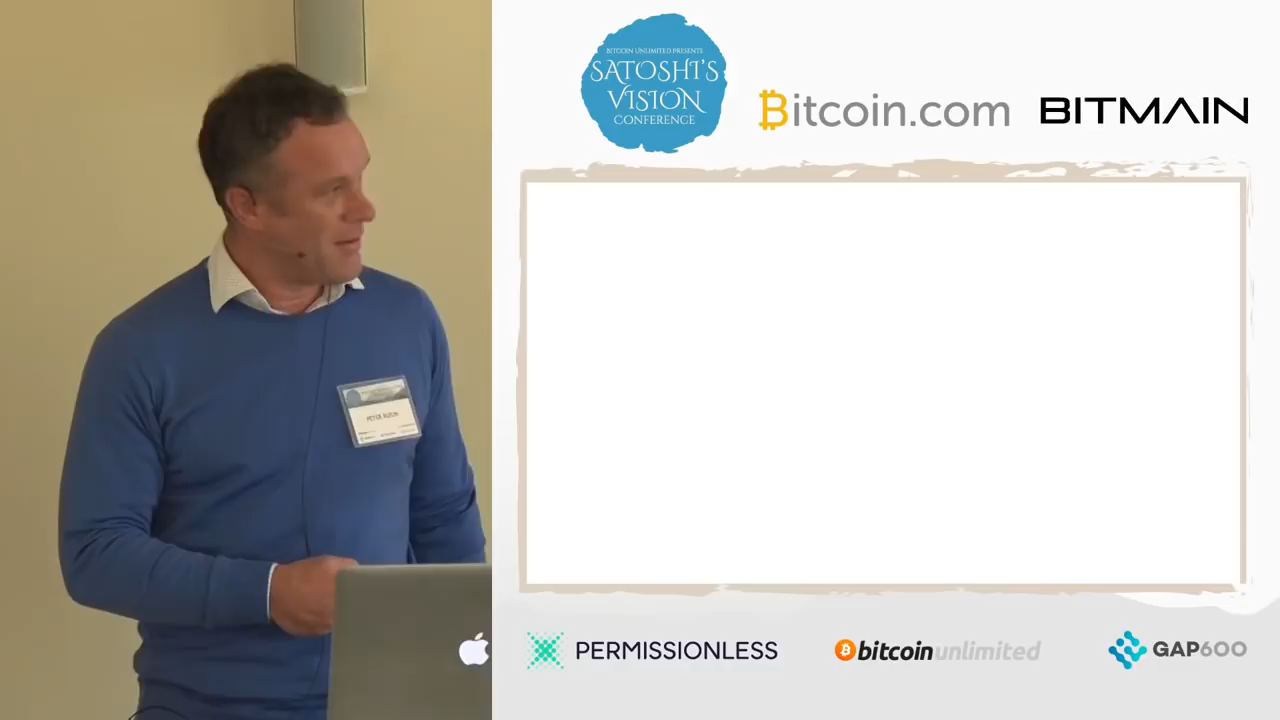 BITCOIN UNLIMITED PRESENTS
SATOSHI'S
VISION
CONFERENCE
Bitcoin.com
BITMAIN
PERMISSIONLESS
bitcoinunlimited
GAP600